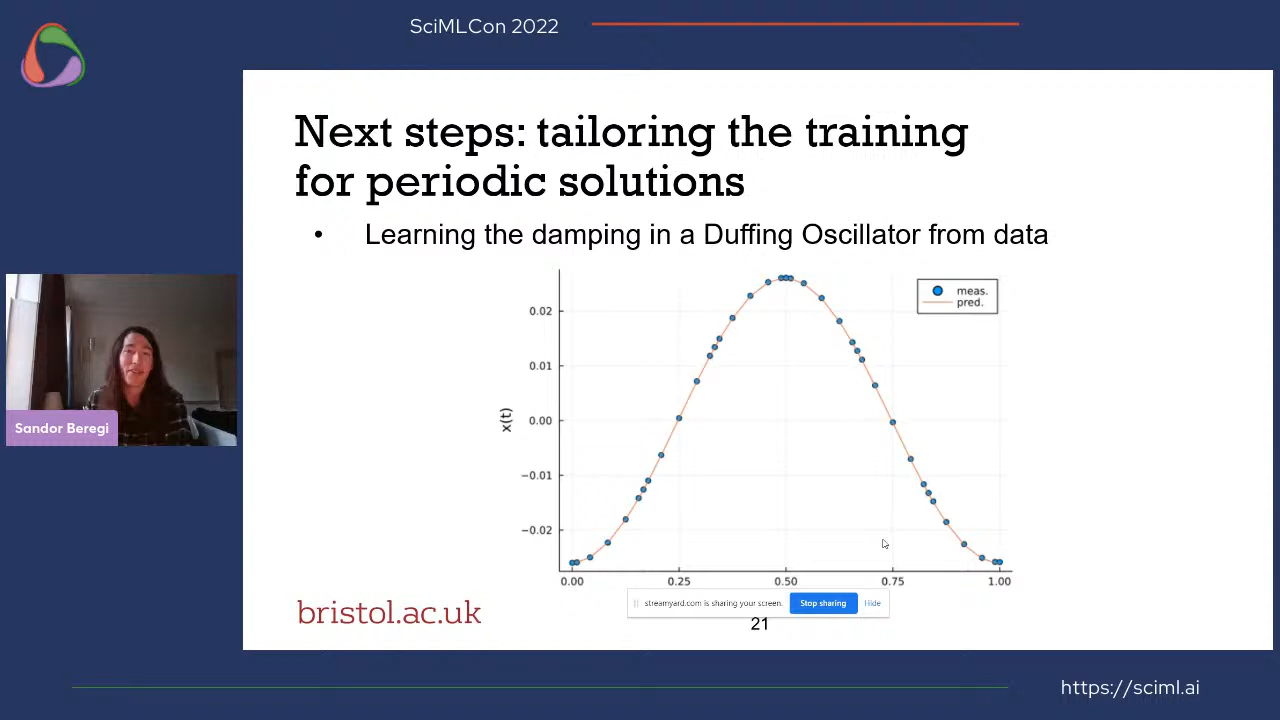 SciMLCon 2022
Next steps: tailoring the training
for periodic solutions
• Learning the damping in a Duffing Oscillator from data
meas.
pred.
0.02
0.01
0.00
−0.01
−0.02
x(t)
0.00 0.25 0.50 0.75 1.00
Sandor Beregi
streamyard.com is sharing your screen. Stop sharing Hide
bristol.ac.uk
21
https://sciml.ai